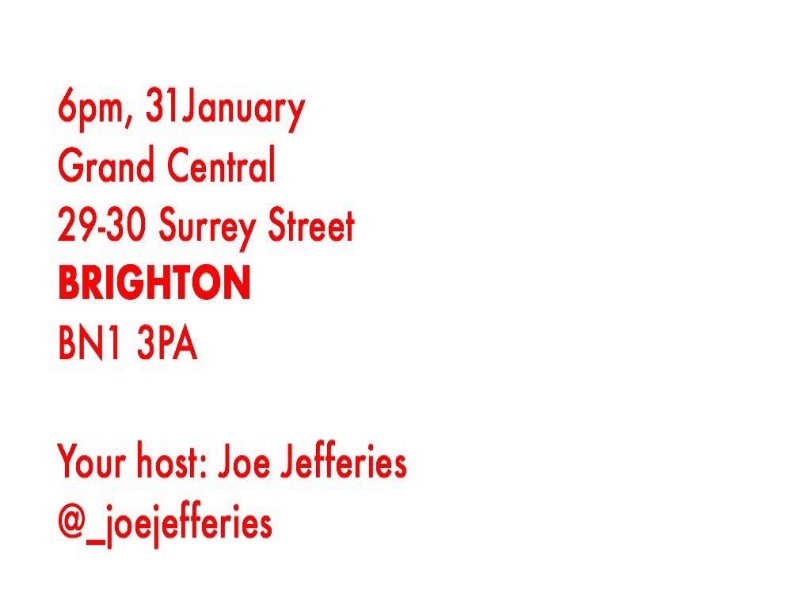 6pm, 31January
Grand Central
29-30 Surrey Street
BRIGHTON
BN1 3PA
Your host: Joe Jefferies
@_joejefferies